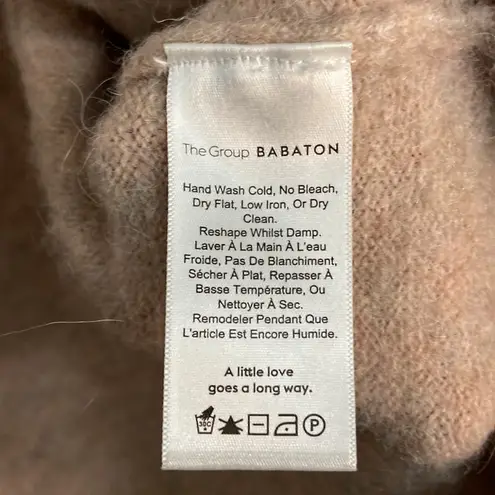 The Group BABATON
Hand Wash Cold, No Bleach,
Dry Flat, Low Iron, Or Dry
Clean.
Reshape Whilst Damp.
Laver À La Main À L'eau
Froide, Pas De Blanchiment,
Sécher À Plat, Repasser À
Basse Température, Ou
Nettoyer À Sec.
Remodeler Pendant Que
L'article Est Encore Humide.
A little love
goes a long way.
30C P